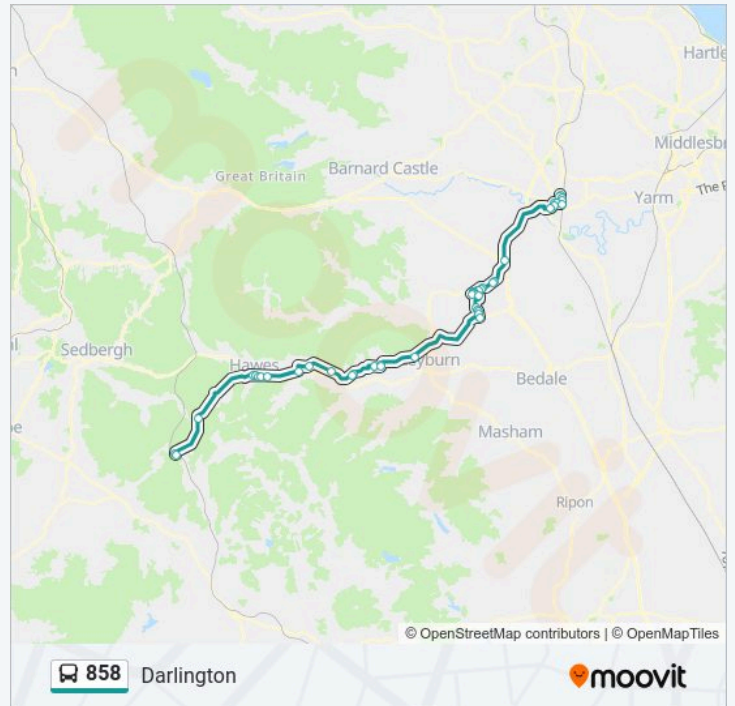 Hartle
Middlesbr
Barnard Castle
Great Britain
Yarm
The
Sedbergh
Hawes
yburn
Bedale
Masham
Ripon
moovit
© OpenStreetMap contributors | © OpenMapTiles
858 Darlington
moovit